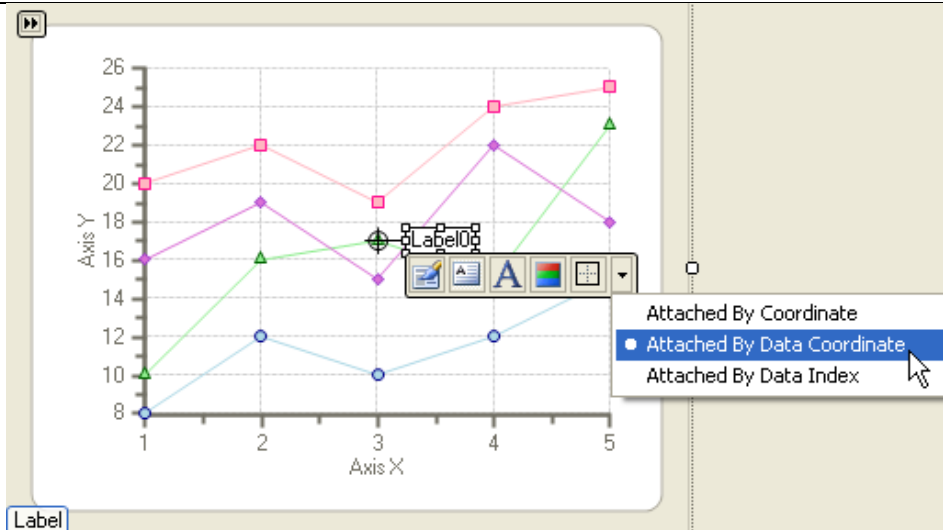 26
24
22
20
18
16
14
12
10
8
Axis Y
1 2 3 4 5
Axis X
Label0
A
A
Attached By Coordinate
Attached By Data Coordinate
Attached By Data Index
Label